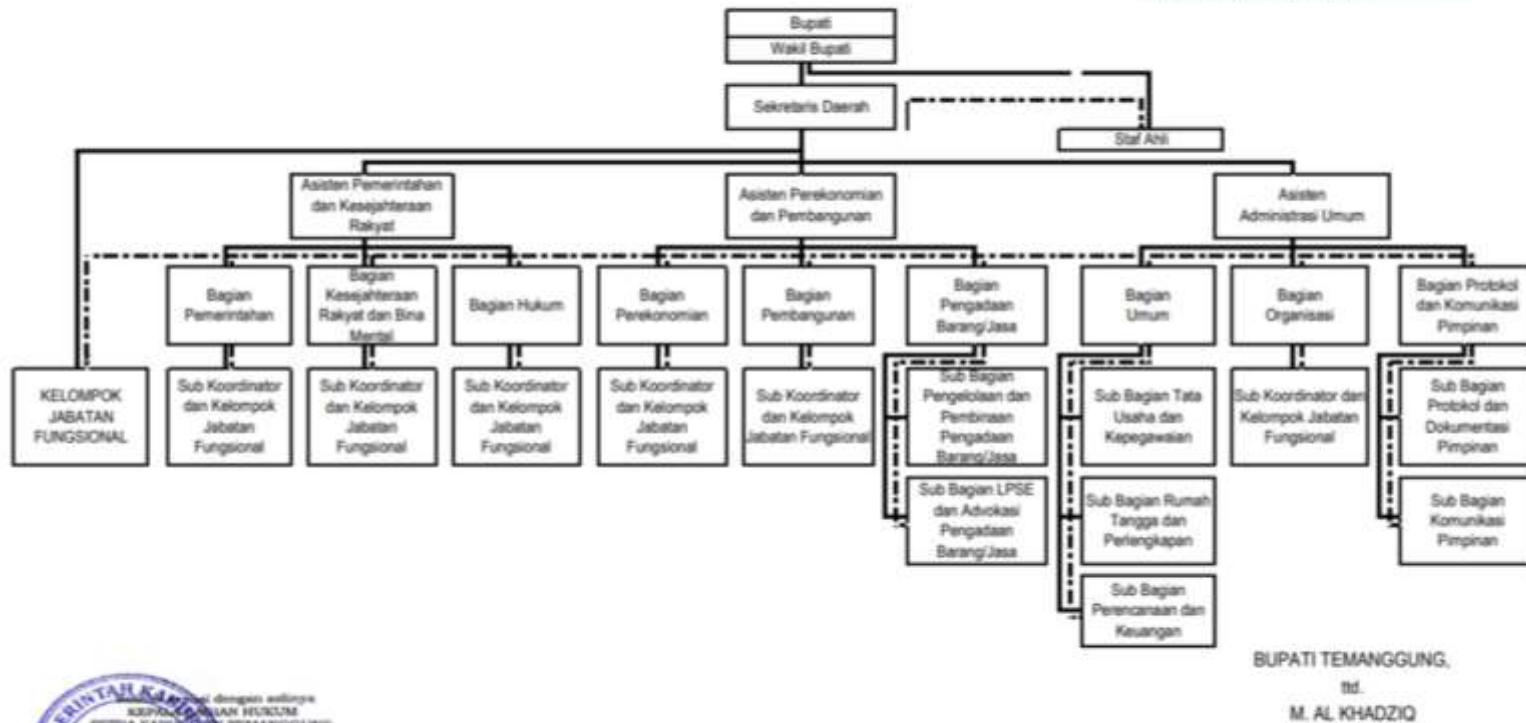 Bupati
Wakil Bupati
Sekretaris Daerah
Staf Ahli
Asisten Pemerintahan
dan Kesejahteraan
Rakyat
Asisten Perekonomian
dan Pembangunan
Asisten
Administrasi Umum
Bagian
Pemerintahan
Bagian
Kesejahteraan
Rakyat dan Bina
Mental
Bagian Hukum
Bagian
Perekonomian
Bagian
Pembangunan
Bagian
Pengadaan
Barang/Jasa
Bagian
Umum
Bagian
Organisasi
Bagian Protokol
dan Komunikasi
Pimpinan
KELOMPOK
JABATAN
FUNGSIONAL
Sub Koordinator
dan Kelompok
Jabatan
Fungsional
Sub Koordinator
dan Kelompok
Jabatan
Fungsional
Sub Koordinator
dan Kelompok
Jabatan
Fungsional
Sub Koordinator
dan Kelompok
Jabatan
Fungsional
Sub Koordinator
dan Kelompok
Jabatan Fungsional
Sub Bagian
Pengelolaan dan
Pembinaan
Pengadaan
Barang/Jasa
Sub Bagian Tata
Usaha dan
Kepegawaian
Sub Koordinator dan
Kelompok Jabatan
Fungsional
Sub Bagian
Protokol dan
Dokumentasi
Pimpinan
Sub Bagian LPSE
dan Advokasi
Pengadaan
Barang/Jasa
Sub Bagian Rumah
Tangga dan
Perlengkapan
Sub Bagian
Komunikasi
Pimpinan
Sub Bagian
Perencanaan dan
Keuangan
BUPATI TEMANGGUNG,
ttd.
M. AL KHADZIQ
dengan aslinya
HUKUM
TEMANGGUNG